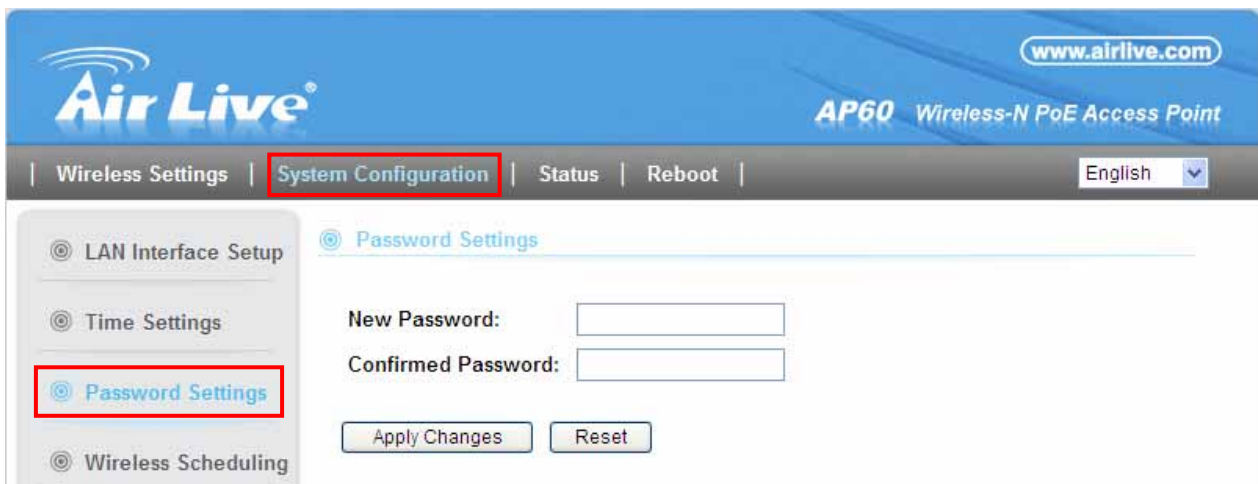 www.airlive.com
Air Live®
AP60 Wireless-N PoE Access Point
| Wireless Settings | System Configuration | Status | Reboot |
English
LAN Interface Setup
Time Settings
Password Settings
Wireless Scheduling
Password Settings
New Password:
Confirmed Password:
Apply Changes Reset